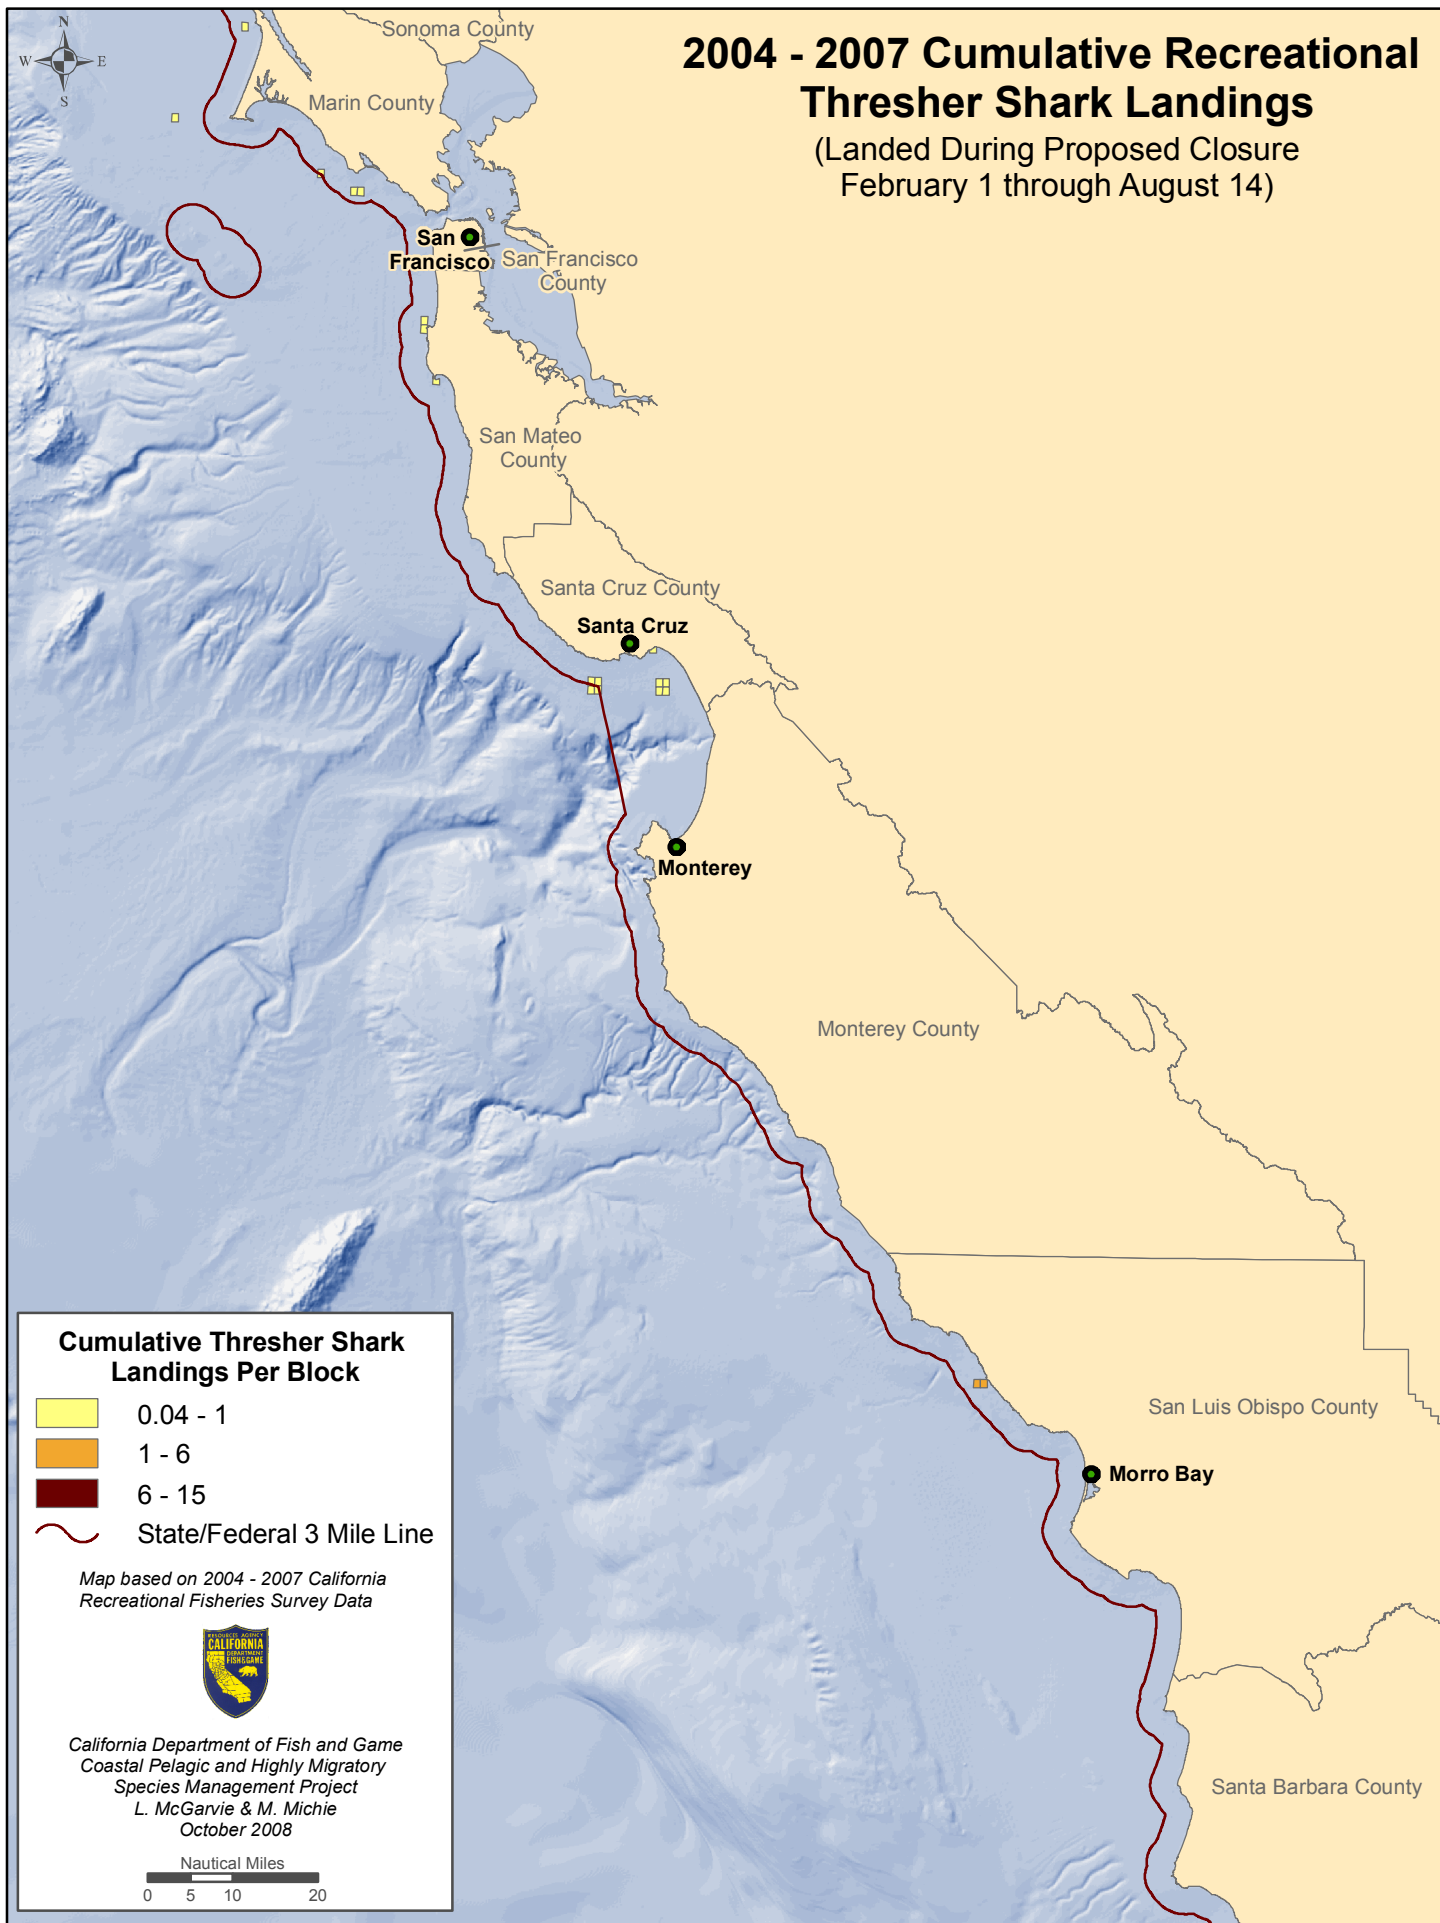 2004 - 2007 Cumulative Recreational
Thresher Shark Landings
(Landed During Proposed Closure
February 1 through August 14)
N
W
E
S
Sonoma County
Marin County
San
Francisco
San Francisco
County
San Mateo
County
Santa Cruz County
Santa Cruz
Monterey
Monterey County
San Luis Obispo County
Morro Bay
Santa Barbara County
Cumulative Thresher Shark
Landings Per Block
0.04 - 1
1 - 6
6 - 15
State/Federal 3 Mile Line
Map based on 2004 - 2007 California
Recreational Fisheries Survey Data
RESOURCES AGENCY
CALIFORNIA
DEPARTMENT
FISH&GAME
California Department of Fish and Game
Coastal Pelagic and Highly Migratory
Species Management Project
L. McGarvie & M. Michie
October 2008
Nautical Miles
0 5 10 20